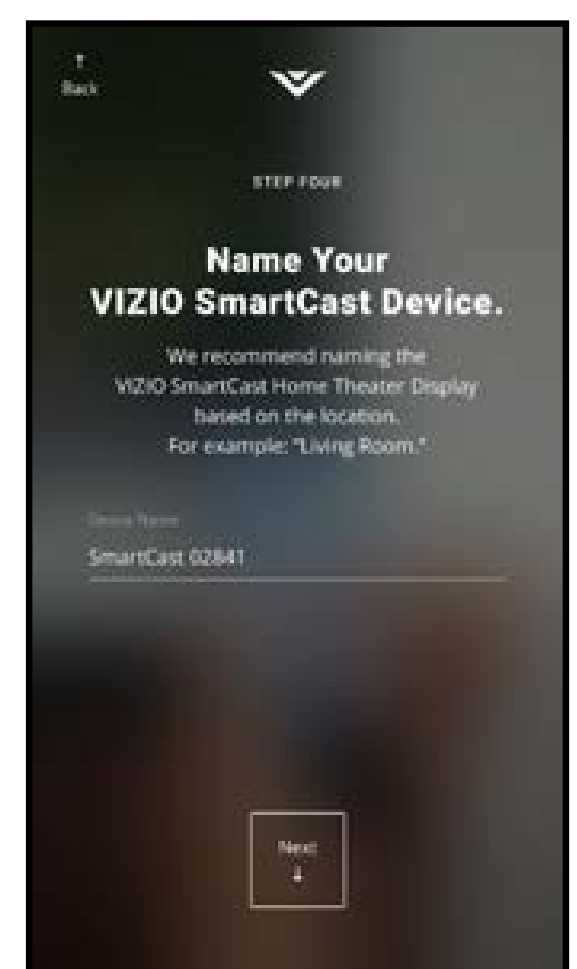 ↑
Back
STEP FOUR
Name Your
VIZIO SmartCast Device.
We recommend naming the
VIZIO SmartCast Home Theater Display
based on the location.
For example: "Living Room."
Device Name
SmartCast 02841
Next
↓